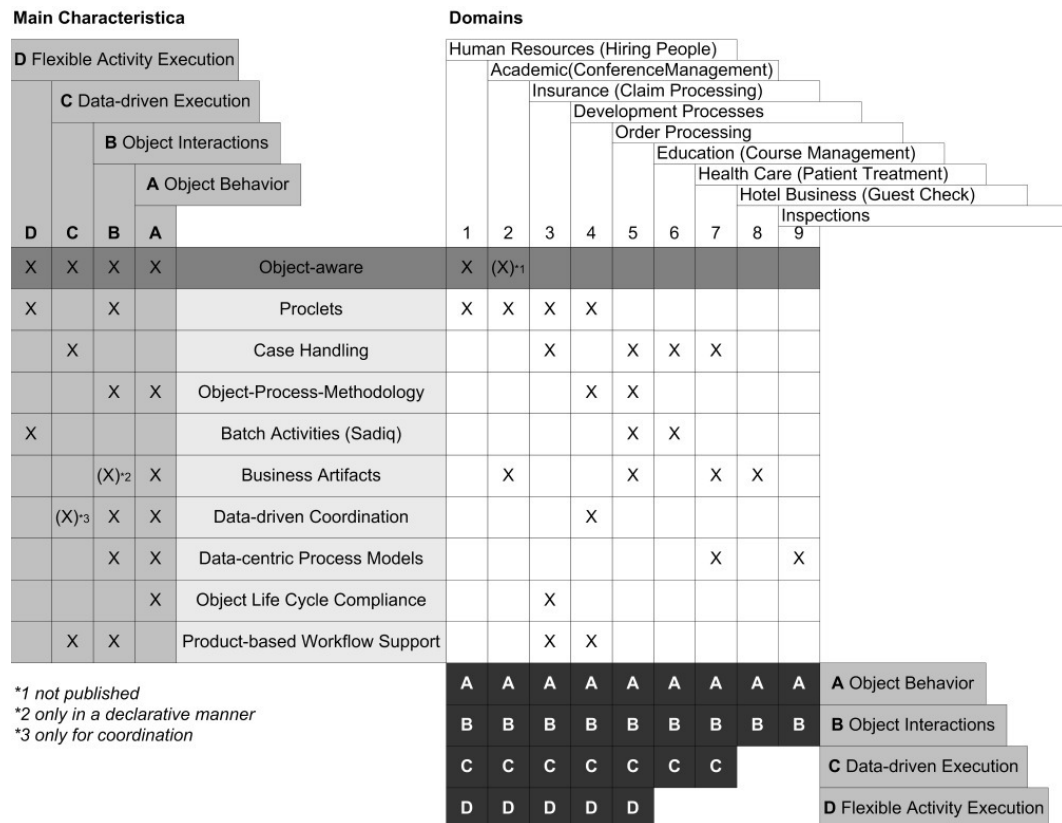 Main Characteristica
Domains
D Flexible Activity Execution
C Data-driven Execution
B Object Interactions
A Object Behavior
Human Resources (Hiring People)
Academic(ConferenceManagement)
Insurance (Claim Processing)
Development Processes
Order Processing
Education (Course Management)
Health Care (Patient Treatment)
Hotel Business (Guest Check)
Inspections
D C B A 1 2 3 4 5 6 7 8 9
X X X X Object-aware X (X)*1
X X Proclets X X X X
X Case Handling X X X X
X X Object-Process-Methodology X X
X Batch Activities (Sadiq) X X
(X)*2 X Business Artifacts X X X X
(X)*3 X X Data-driven Coordination X
X X Data-centric Process Models X X
X Object Life Cycle Compliance X
X X Product-based Workflow Support X X
*1 not published
*2 only in a declarative manner
*3 only for coordination
A A A A A A A A A A Object Behavior
B B B B B B B B B B Object Interactions
C C C C C C C C Data-driven Execution
D D D D D D Flexible Activity Execution